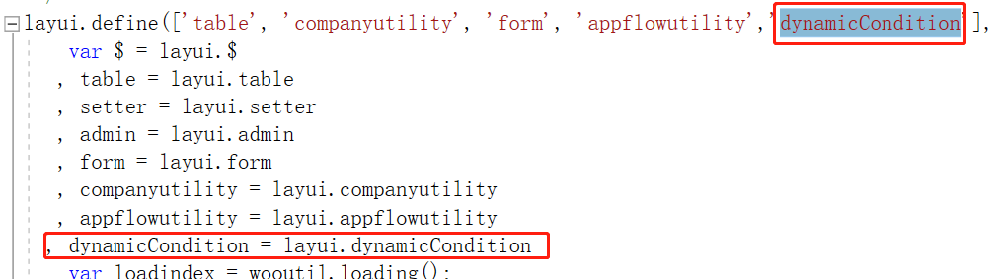 layui.define(['table', 'companyutility', 'form', 'appflowutility','dynamicCondition'],
var $ = layui.$
, table = layui.table
, setter = layui.setter
, admin = layui.admin
, form = layui.form
, companyutility = layui.companyutility
, appflowutility = layui.appflowutility
, dynamicCondition = layui.dynamicCondition
var loadindex = wooutil.loading();